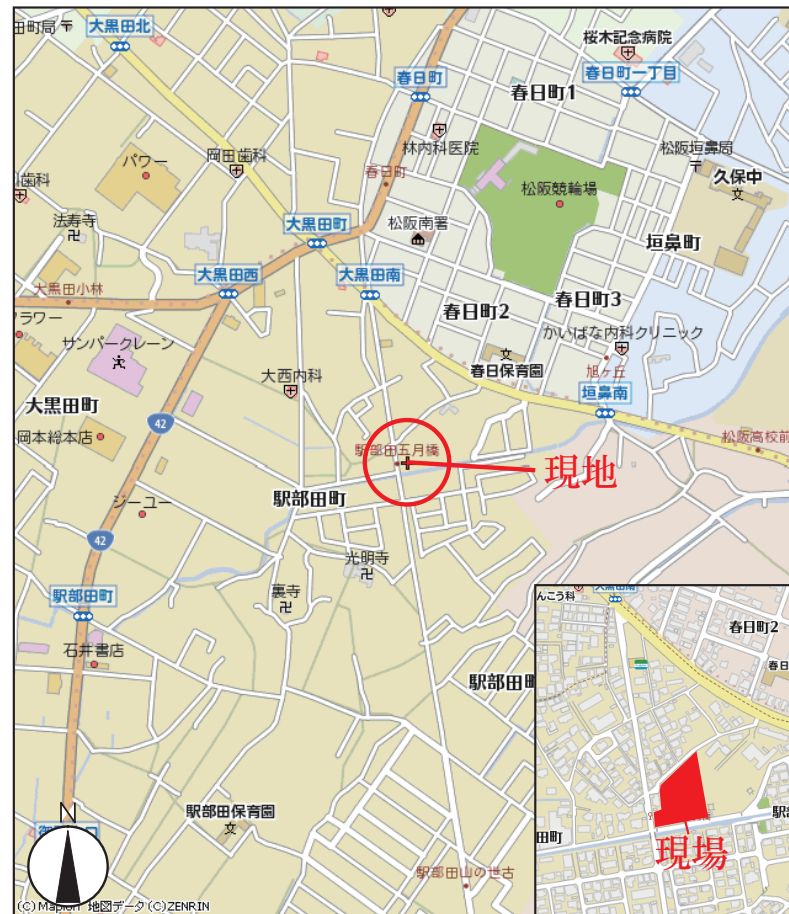 田町局
大黒田北
桜木記念病院
春日町
春日町一丁目
春日町1
林内科医院
パワー
岡田歯科
松阪垣鼻局
久保中
歯科
春日町
松阪競輪場
法寿寺
大黒田町
松阪南署
垣鼻町
大黒田西
大黒田南
大黒田小林
春日町2
春日町3
フラワー
サンパークレーン
かいばな内科クリニック
春日保育園
旭ヶ丘
大西内科
垣鼻南
大黒田町
42
岡本総本店
松阪高校前
駅部田五月橋
現地
ジーユー
駅部田町
42
光明寺
裏寺
駅部田町
んこう科
大黒田南
春日町2
石井書店
春日
駅部田町
駅部田保育園
N
田町
駅部
現場
駅部田山の世古
(C)Mapion 地図データ(C)ZENRIN